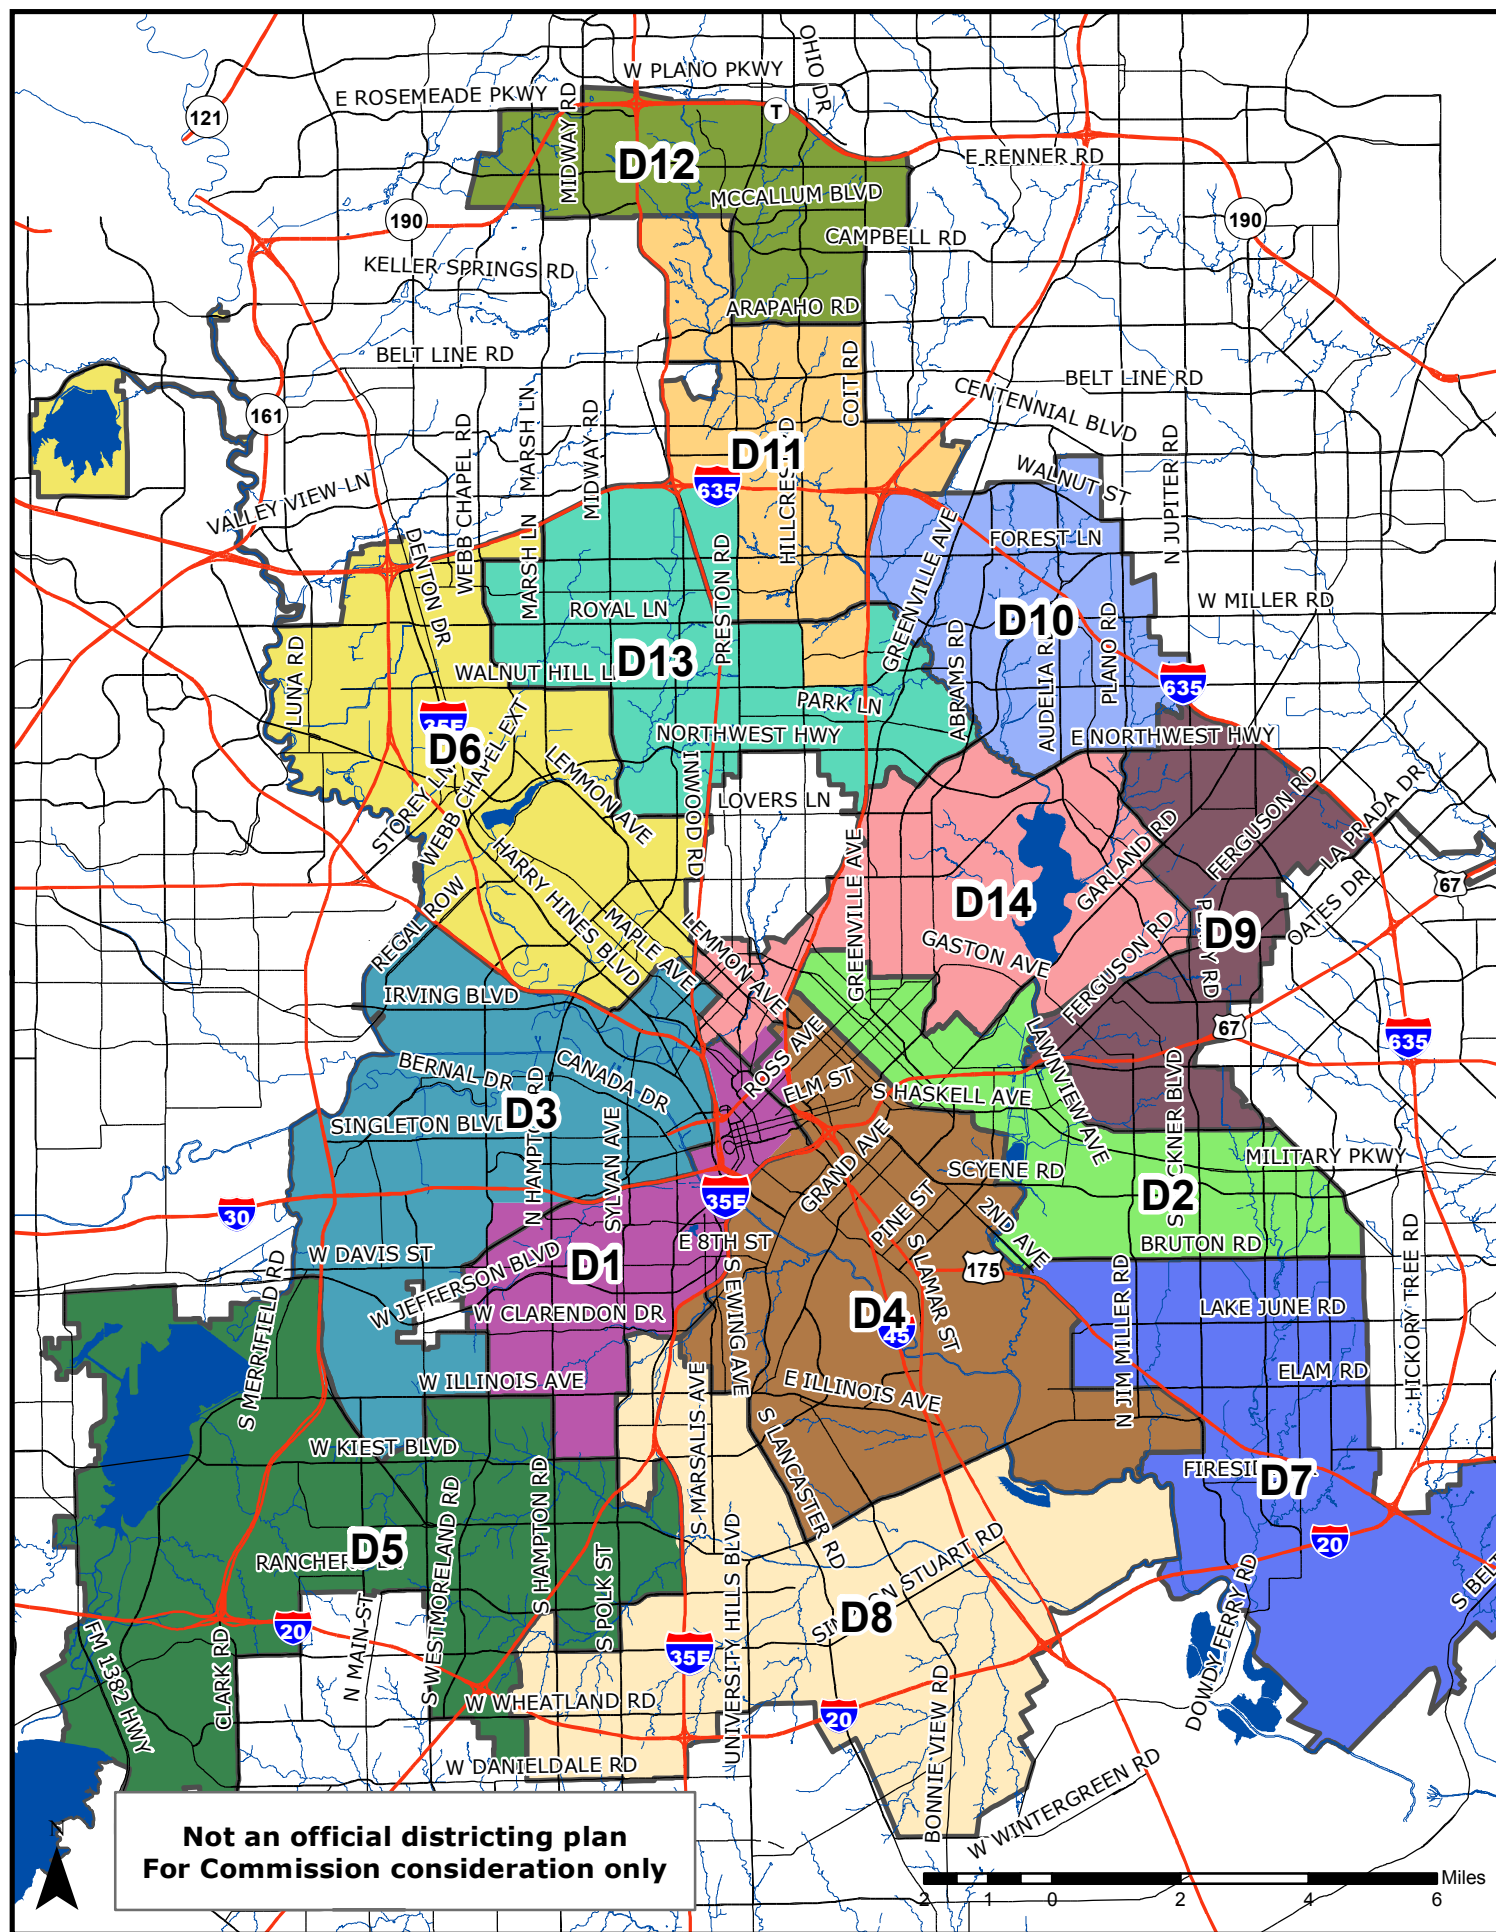 W PLANO PKWY
OHIO DR
E ROSEMEADE PKWY
MIDWAY RD
121
T
D12
E RENNER RD
MCCALLUM BLVD
190
190
CAMPBELL RD
KELLER SPRINGS RD
ARAPAHO RD
BELT LINE RD
COIT RD
BELT LINE RD
CENTENNIAL BLVD
161
WEBB CHAPEL RD
MARSH LN
MIDWAY RD
HILLCREST RD
D11
635
WALNUT ST
N JUPITER RD
VALLEY VIEW LN
DENTON DR
MARSH LN
PRESTON RD
GREENVILLE AVE
FOREST LN
ROYAL LN
D10
W MILLER RD
LUNA RD
WALNUT HILL L
D13
ABRAMS RD
AUDELIA R
PLANO RD
635
35E
D6
PARK LN
NORTHWEST HWY
E NORTHWEST HWY
STOREY LN
WEBB CHAPEL EXT
LEMMON AVE
INWOOD RD
LOVERS LN
FERGUSON RD
LA PRADA DR
HARRY HINES BLVD
GREENVILLE AVE
GARLAND RD
67
REGAL ROW
MAPLE AVE
LEMMON AVE
D14
GASTON AVE
FERGUSON RD
D9
OATES DR
IRVING BLVD
67
635
BERNAL DR
CANADA DR
ROSS AVE
ELM ST
S HASKELL AVE
LAWNVIEW AVE
D3
SINGLETON BLVD
N HAMPTON RD
SYLVAN AVE
GRAND AVE
SCYENE RD
MILITARY PKWY
D2
30
35E
PINE ST
2ND AVE
W DAVIS ST
E 8TH ST
BRUTON RD
S MERRIFIELD RD
W JEFFERSON BLVD
D1
S EWING AVE
S LAMAR ST
175
W CLARENDON DR
D4
45
N JIM MILLER RD
LAKE JUNE RD
HICKORY TREE RD
W ILLINOIS AVE
E ILLINOIS AVE
ELAM RD
S MARSALIS AVE
W KIEST BLVD
S LANCASTER RD
D7
S WESTMORELAND RD
S HAMPTON RD
D5
20
UNIVERSITY HILLS BLVD
S POLK ST
D8
DOWDY FERRY RD
S BELT
20
35E
FM 1382 HWY
CLARK RD
N MAIN ST
W WHEATLAND RD
20
BONNIE VIEW RD
W DANIELDALE RD
W WINTERGREEN RD
N
Not an official districting plan
For Commission consideration only
Miles
2 1 0 2 4 6